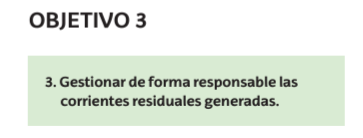 OBJETIVO 3
3. Gestionar de forma responsable las
corrientes residuales generadas.